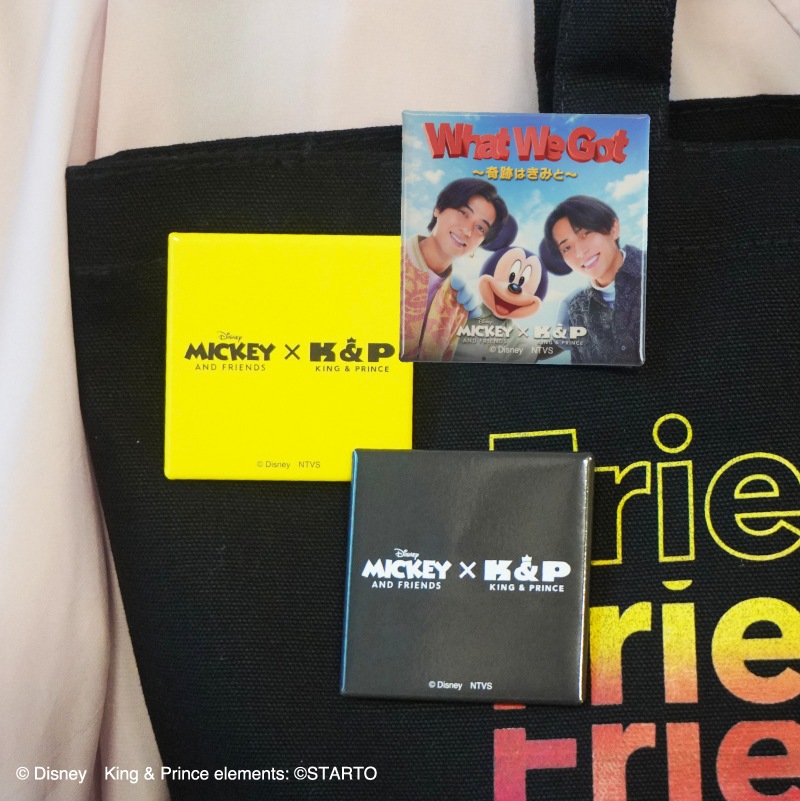 What We Got
～奇跡はきみと～
Disney
MICKEY × K&P
AND FRIENDS KING & PRINCE
© Disney NTVS
Disney
MICKEY × K&P
AND FRIENDS KING & PRINCE
© Disney NTVS
Disney
MICKEY × K&P
AND FRIENDS KING & PRINCE
© Disney NTVS
Frie
Frie
Frie
© Disney King & Prince elements: ©STARTO